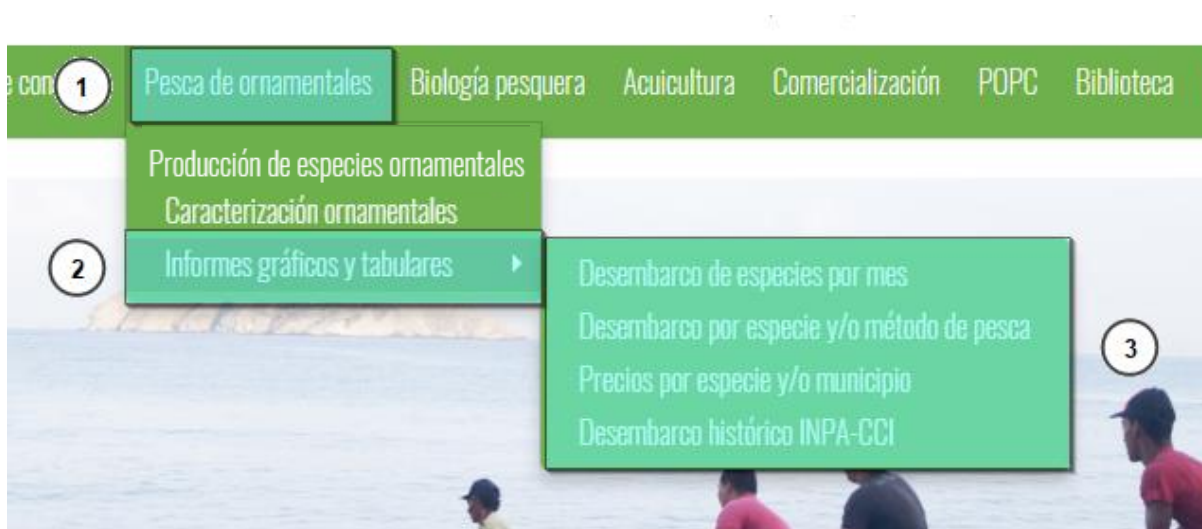 e con 1 Pesca de ornamentales Biología pesquera Acuicultura Comercialización POPC Biblioteca
Producción de especies ornamentales
Caracterización ornamentales
2 Informes gráficos y tabulares
Desembarco de especies por mes
Desembarco por especie y/o método de pesca
3
Precios por especie y/o municipio
Desembarco histórico INPA-CCI